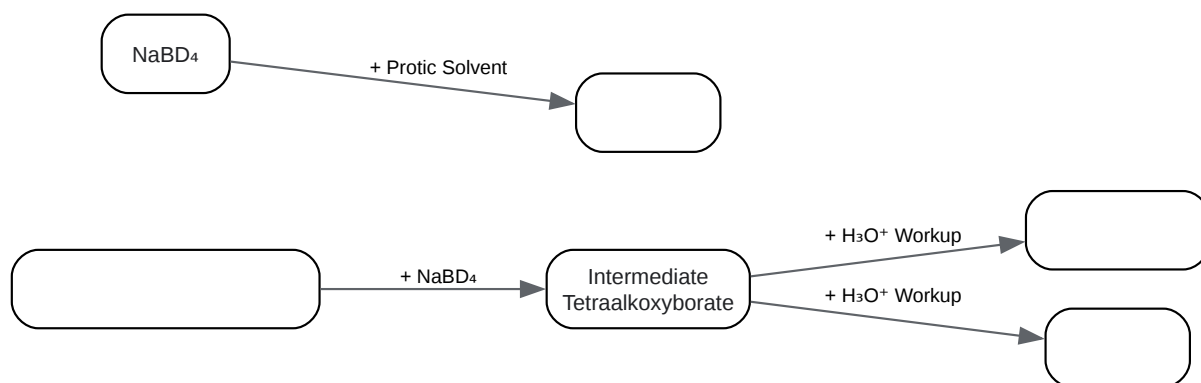 NaBD₄
+ Protic Solvent
+ H₃O⁺ Workup
+ NaBD₄
Intermediate
Tetraalkoxyborate
+ H₃O⁺ Workup